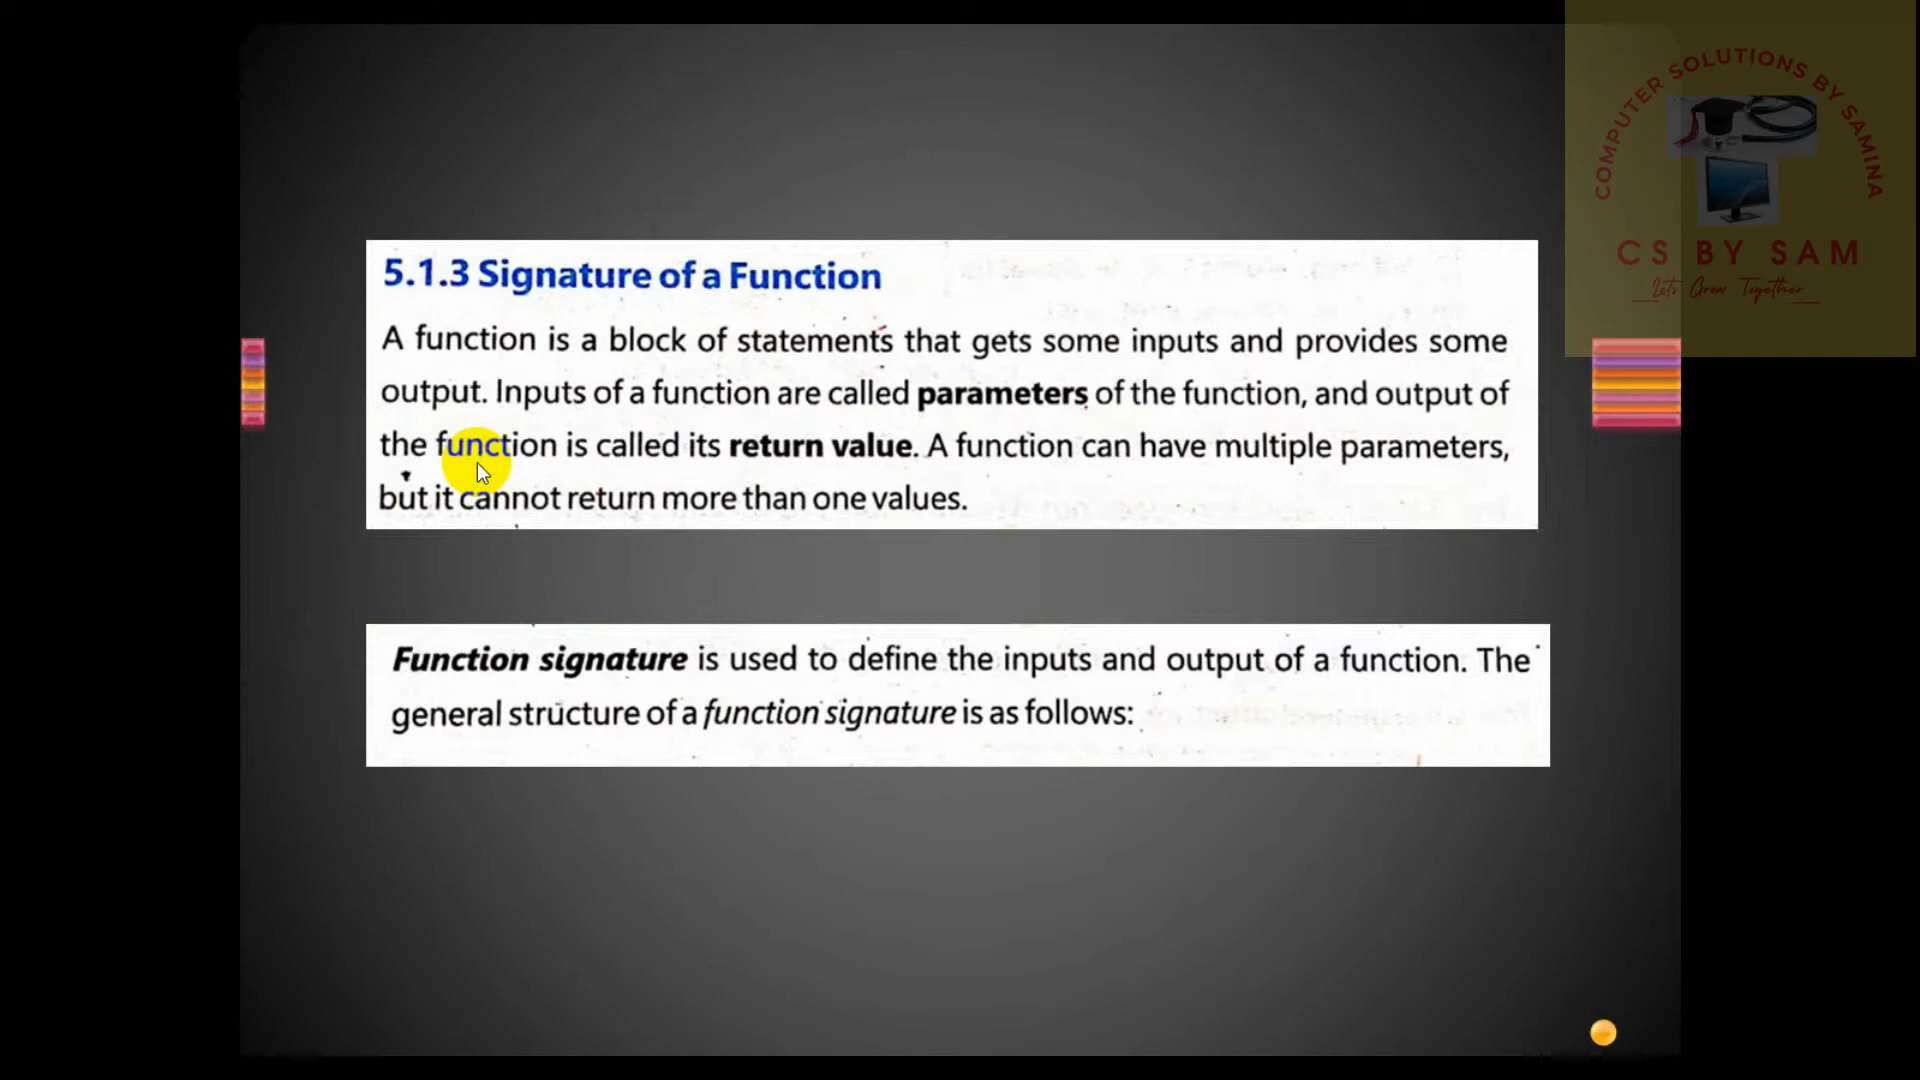 COMPUTER SOLUTIONS BY SAMINA
CS BY SAM
Let's Grow Together
5.1.3 Signature of a Function
A function is a block of statements that gets some inputs and provides some
output. Inputs of a function are called parameters of the function, and output of
the function is called its return value. A function can have multiple parameters,
but it cannot return more than one values.
Function signature is used to define the inputs and output of a function. The
general structure of a function signature is as follows: